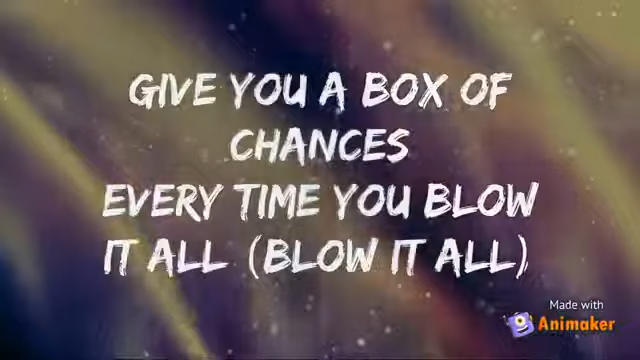 GIVE YOU A BOX OF
CHANCES
EVERY TIME YOU BLOW
IT ALL (BLOW IT ALL)
Made with
Animaker